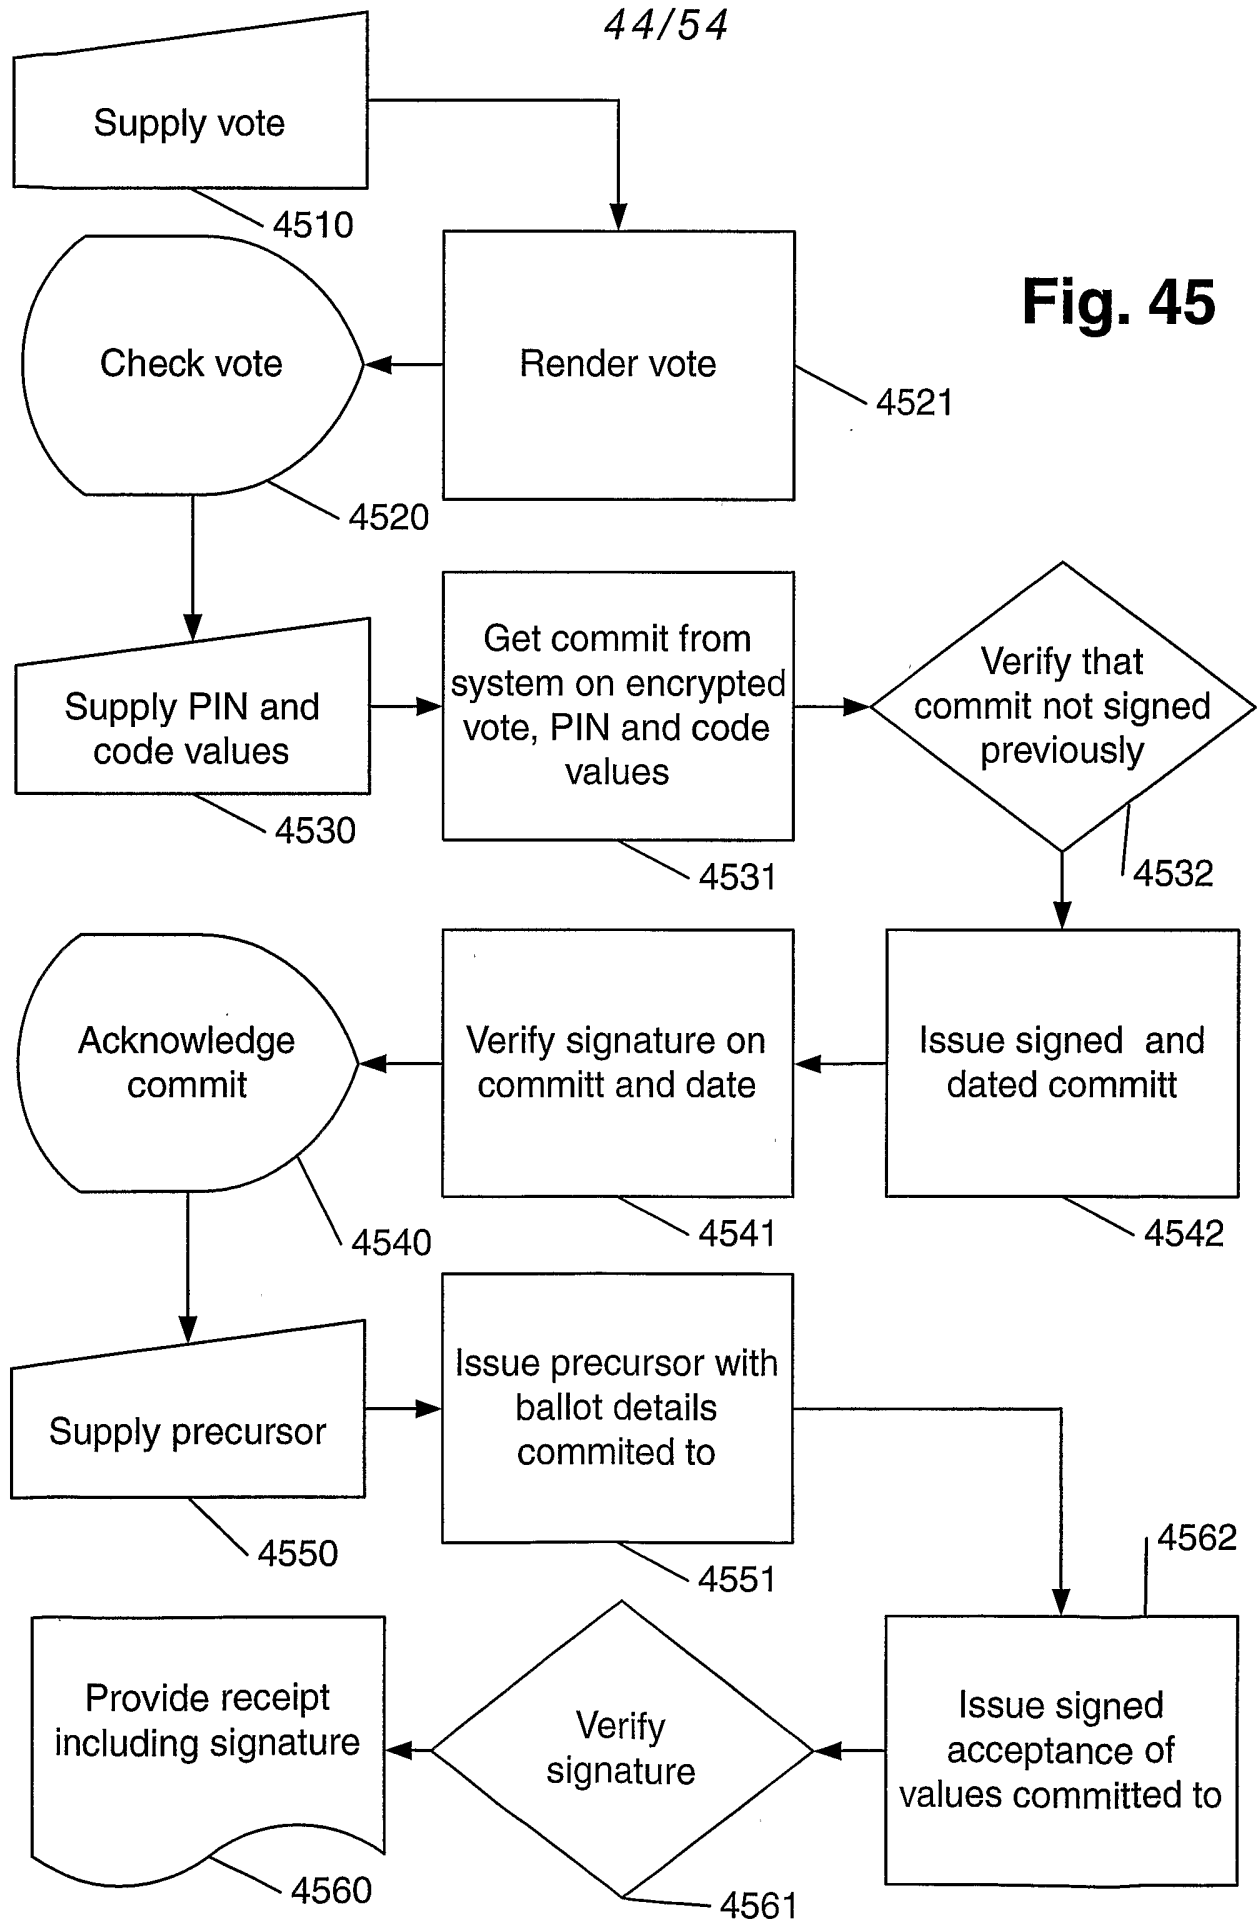 44/54
Supply vote
4510
Fig. 45
Check vote
Render vote
4521
4520
Supply PIN and
code values
4530
Get commit from
system on encrypted
vote, PIN and code
values
4531
Verify that
commit not signed
previously
4532
Acknowledge
commit
4540
Verify signature on
committ and date
4541
Issue signed and
dated committ
4542
Supply precursor
4550
Issue precursor with
ballot details
commited to
4551
4562
Provide receipt
including signature
4560
Verify
signature
4561
Issue signed
acceptance of
values committed to